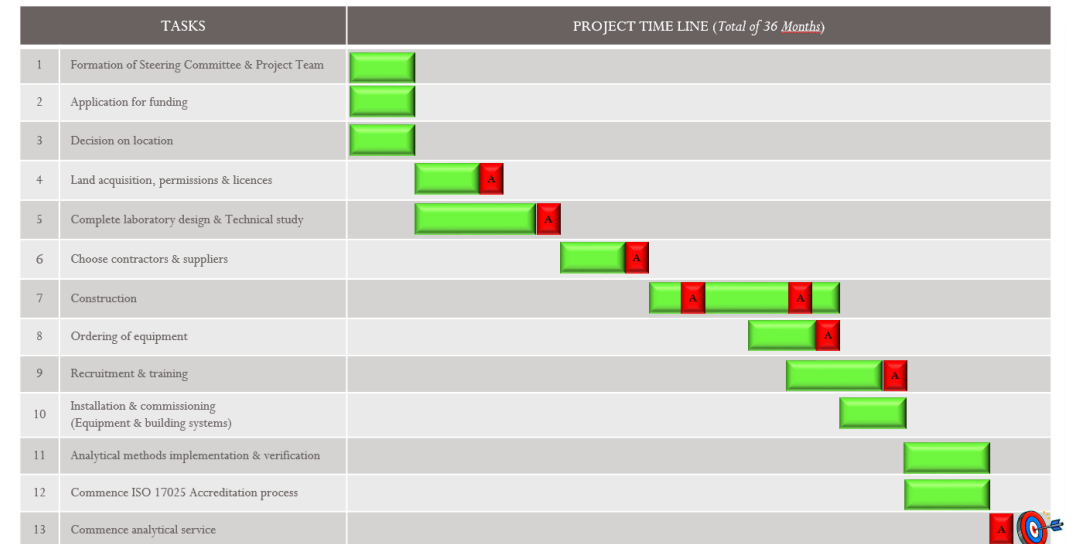 TASKS PROJECT TIME LINE (Total of 36 Months)
1 Formation of Steering Committee & Project Team
2 Application for funding
3 Decision on location
4 Land acquisition, permissions & licences A
5 Complete laboratory design & Technical study A
6 Choose contractors & suppliers A
7 Construction A A
8 Ordering of equipment A
9 Recruitment & training A
10 Installation & commissioning
(Equipment & building systems)
11 Analytical methods implementation & verification
12 Commence ISO 17025 Accreditation process
13 Commence analytical service A